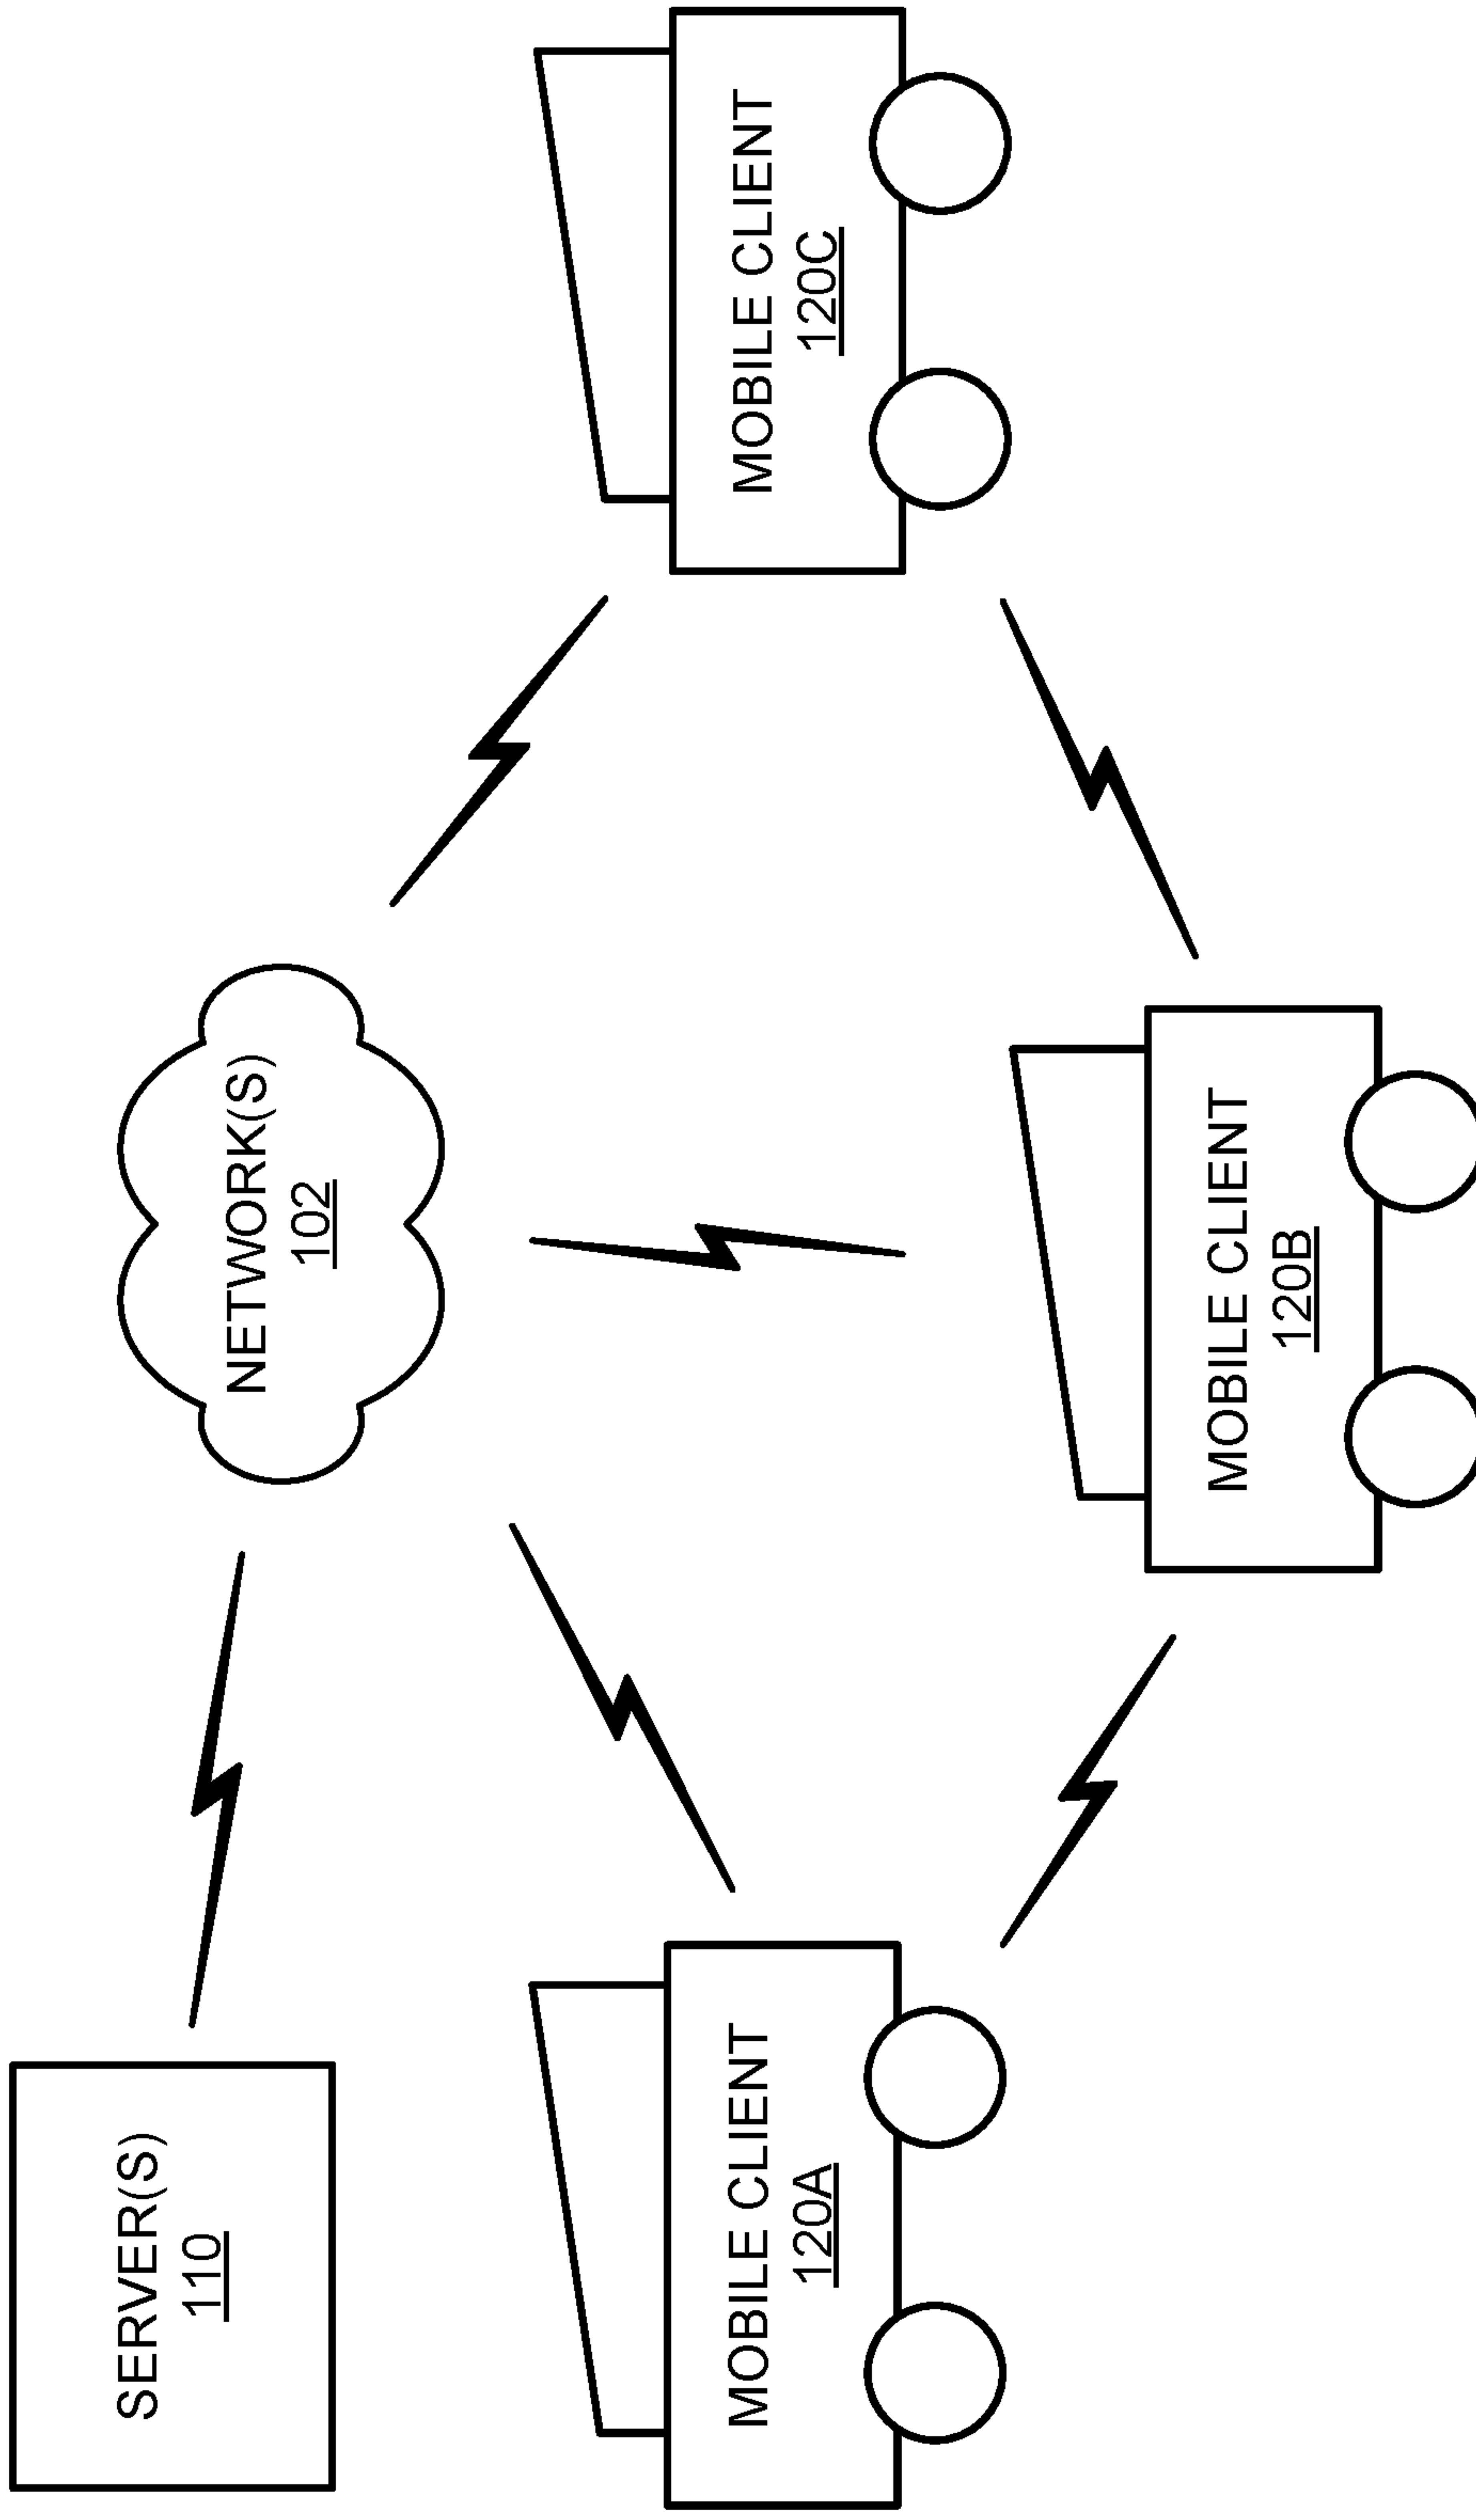 SERVER(S)
110
NETWORK(S)
102
MOBILE CLIENT
120A
MOBILE CLIENT
120B
MOBILE CLIENT
120C